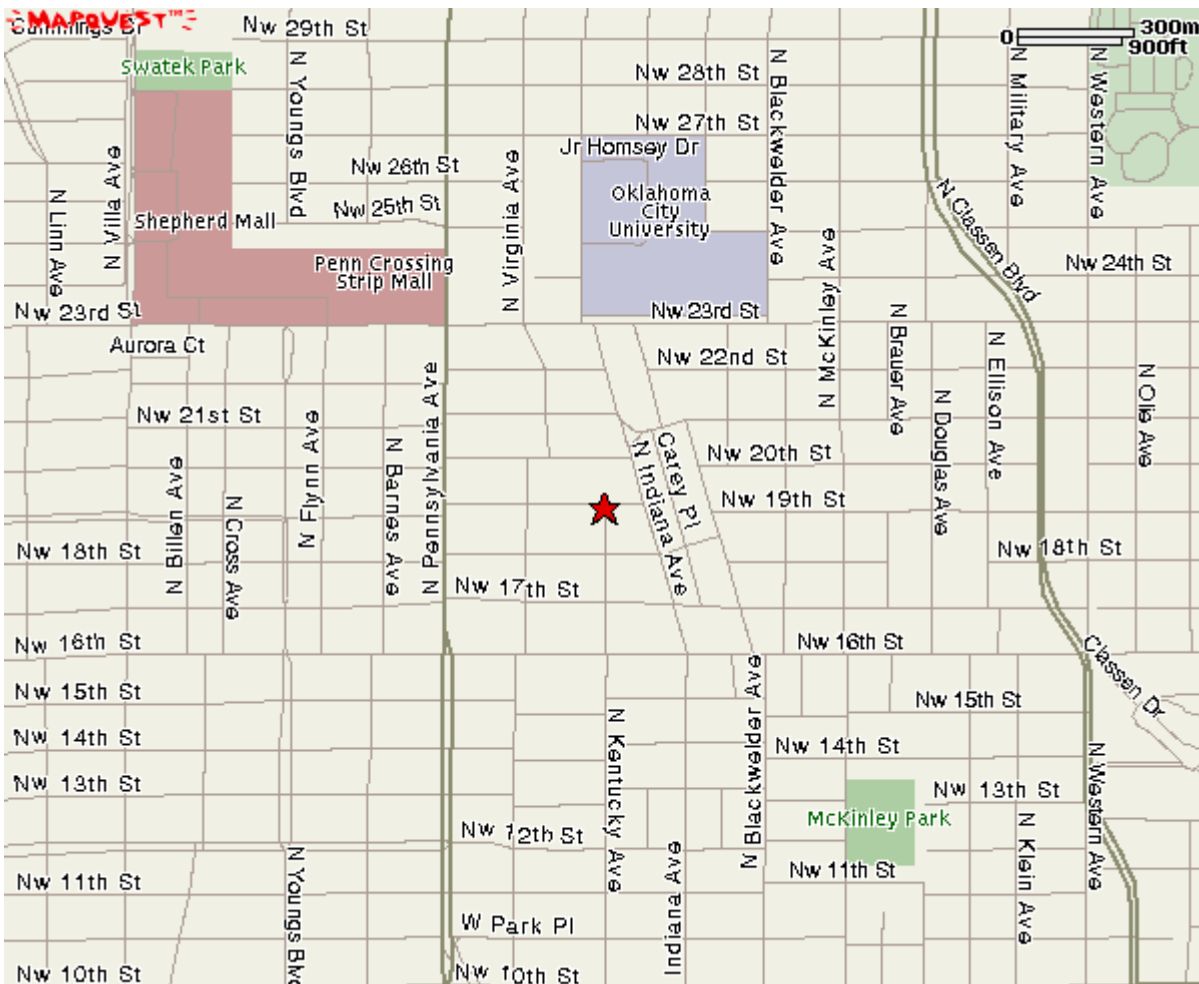 MAPQUEST™
Cummings Dr
Nw 29th St
0
300m
900ft
Swatek Park
N Youngs Blvd
Nw 28th St
N Blackwelder Ave
N Military Ave
N Western Ave
Nw 27th St
Jr Homsey Dr
N Villa Ave
Nw 26th St
N Virginia Ave
N Linn Ave
Nw 25th St
Oklahoma
City
University
N Classen Blvd
Shepherd Mall
Penn Crossing
Strip Mall
N McKinley Ave
Nw 24th St
Nw 23rd St
Nw 23rd St
Aurora Ct
Nw 22nd St
N Brauer Ave
N Ellison Ave
N Olie Ave
Nw 21st St
N Pennsylvania Ave
N Douglas Ave
N Flynn Ave
N Barnes Ave
N Indiana Ave
Carey Pl
Nw 20th St
N Billen Ave
N Cross Ave
Nw 19th St
Nw 18th St
Nw 18th St
Nw 17th St
Nw 16th St
Nw 16th St
Classen Dr
Nw 15th St
Nw 15th St
N Kentucky Ave
N Blackwelder Ave
Nw 14th St
Nw 14th St
N Western Ave
Nw 13th St
Nw 13th St
McKinley Park
Nw 12th St
N Klein Ave
Nw 11th St
Nw 11th St
N Youngs Blvd
Indiana Ave
W Park Pl
Nw 10th St
Nw 10th St